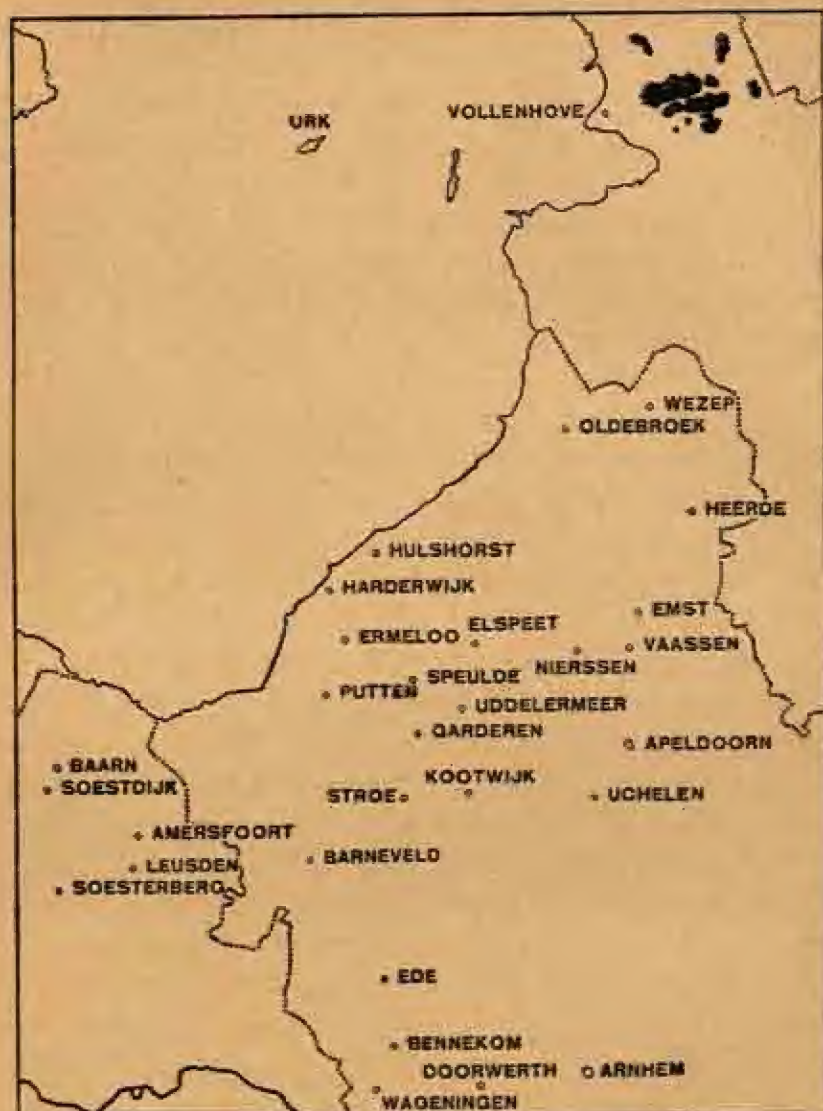 URK
VOLLENHOVE
WEZEP
OLDEBROEK
HEERDE
HULSHORST
HARDERWIJK
EMST
ELSPEET
ERMELOO
VAASSEN
NIERSSEN
SPEULDE
PUTTEN
UDDELERMEER
GARDEREN
APELDOORN
BAARN
KOOTWIJK
SOESTDIJK
STROE
UCHELEN
AMERSFOORT
BARNEVELD
LEUSDEN
SOESTERBERG
EDE
BENNEKOM
DOORWERTH
ARNHEM
WAGENINGEN